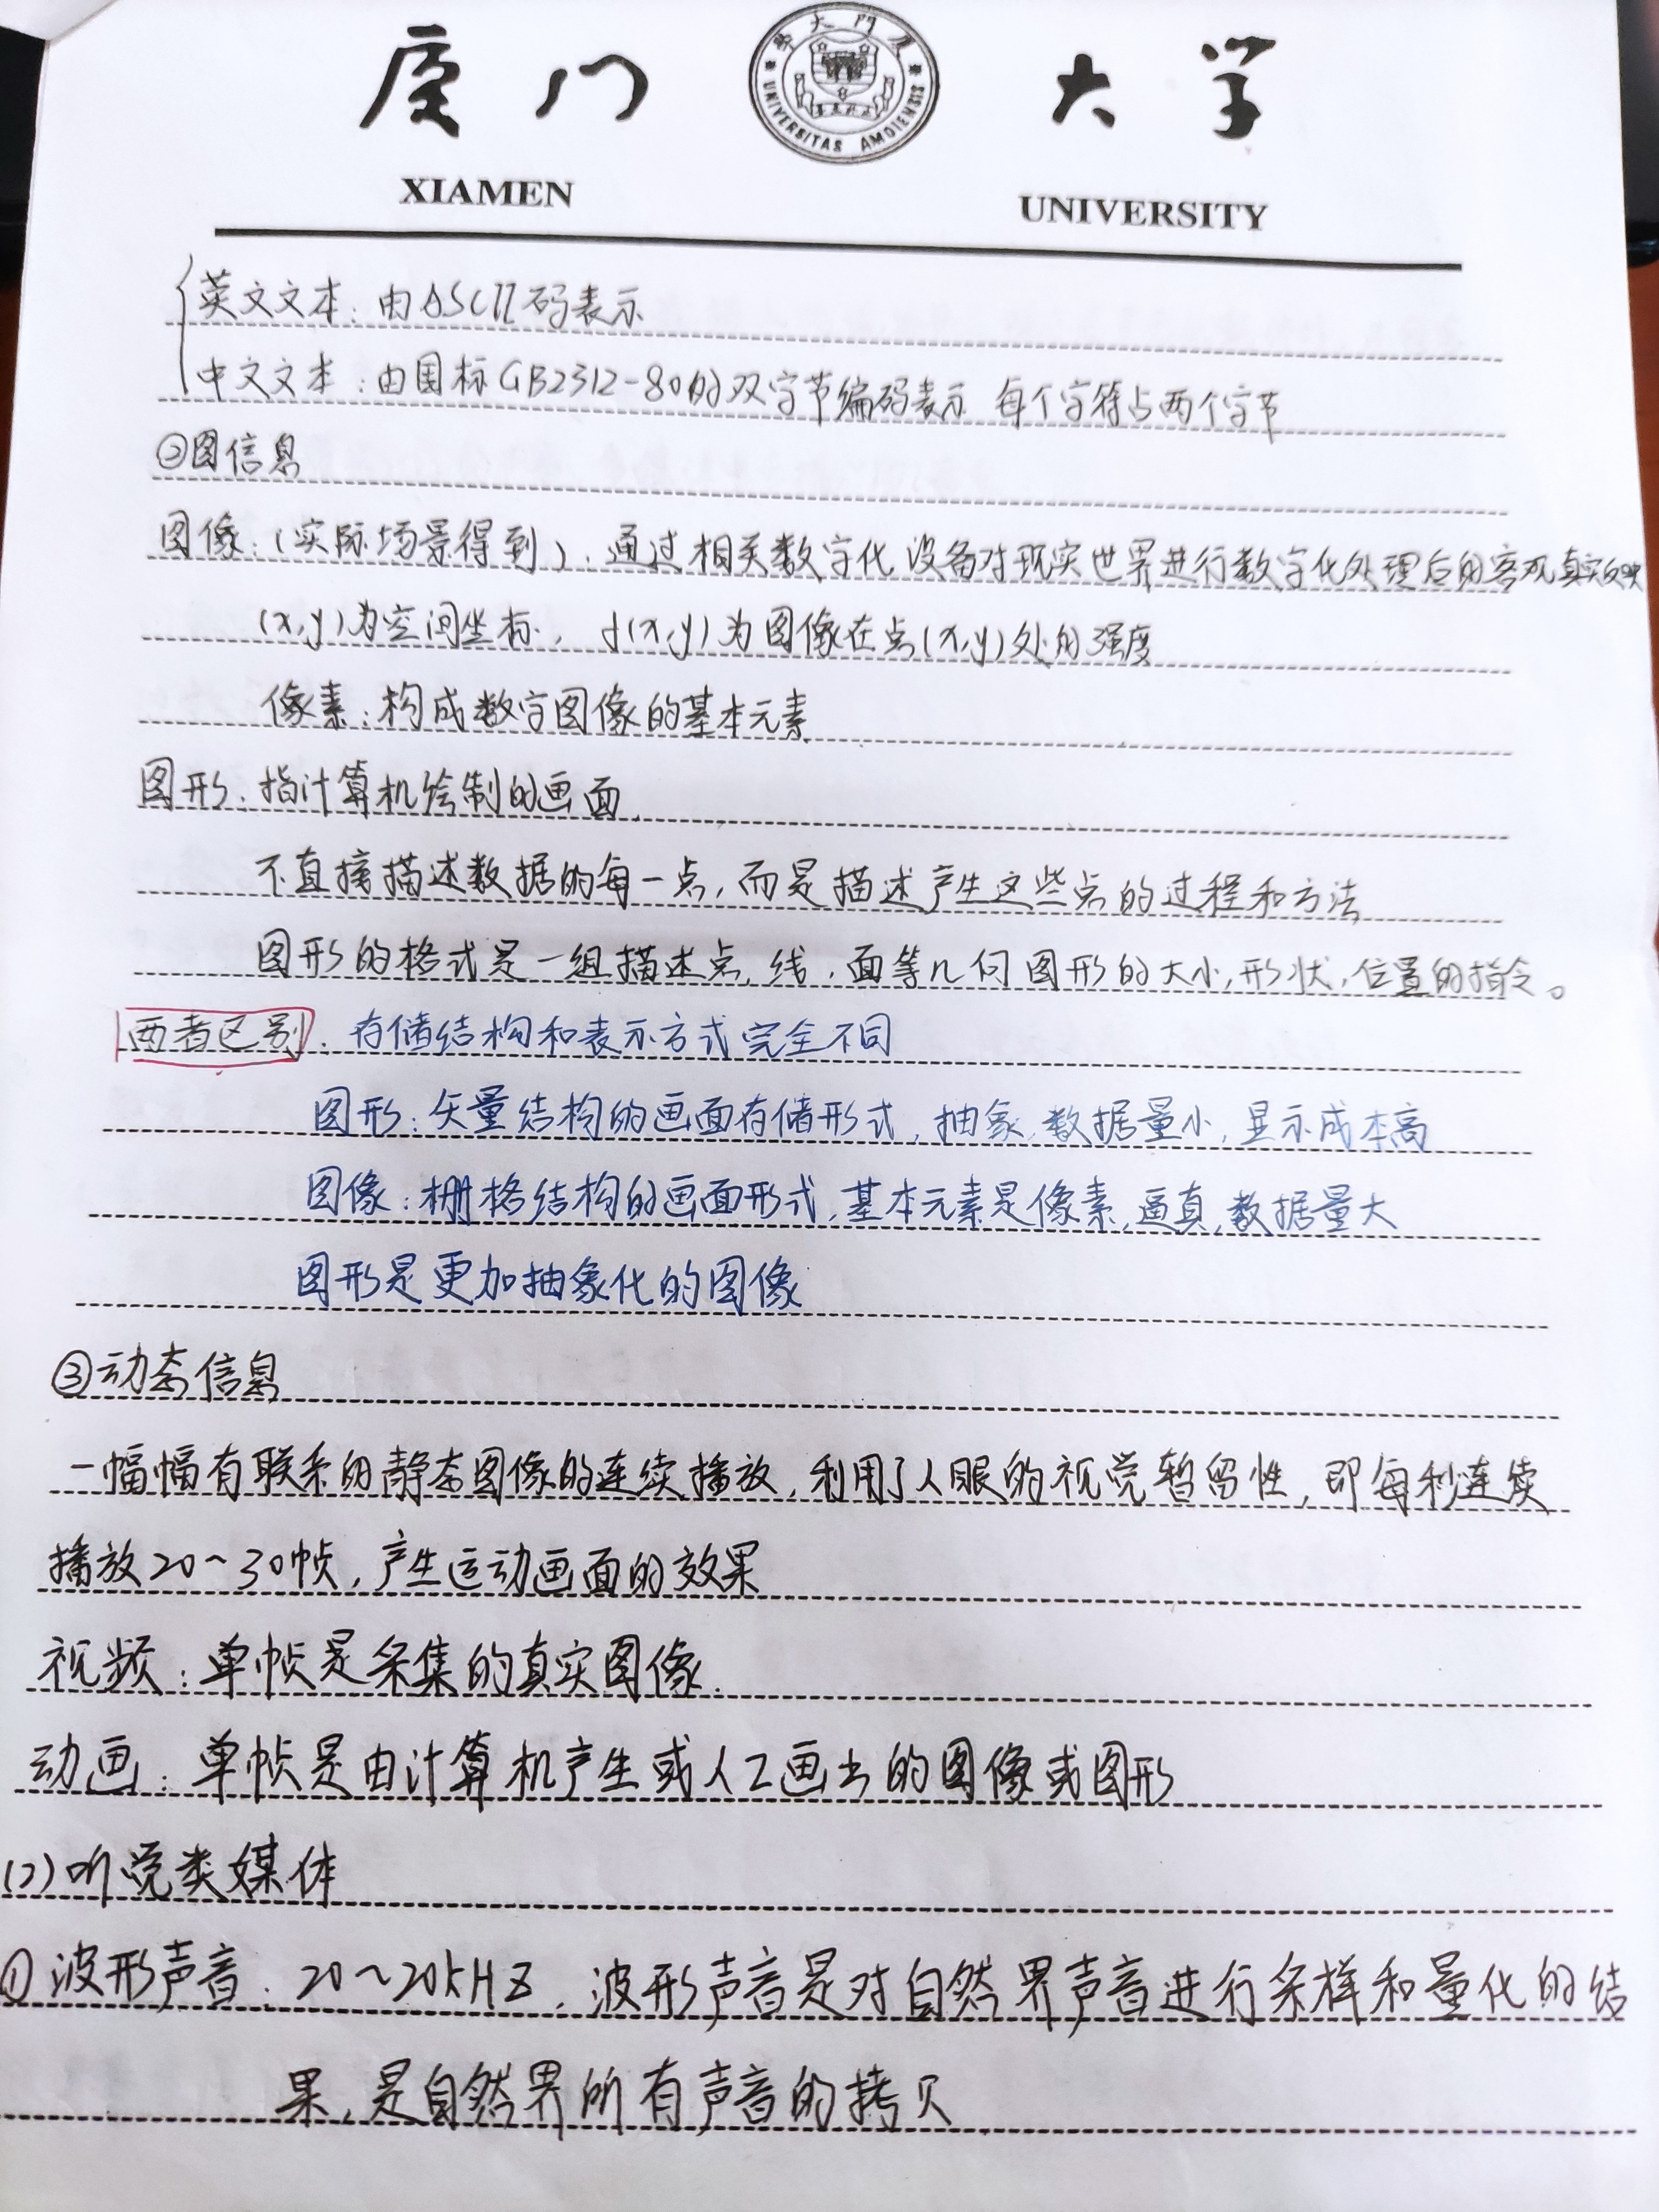 厦门大学
大門厦
UNIVERSITAS AMOIENSIS
XIAMEN UNIVERSITY
英文文本：由ASCII码表示
中文文本：由国标GB2312-80的双字节编码表示 每个字符占两个字节
②图信息
图像：（实际场景得到）：通过相关数字化设备对现实世界进行数字化处理后的客观真实反映
(x,y)为空间坐标，f(x,y)为图像在点(x,y)处的强度
像素：构成数字图像的基本元素
图形：指计算机绘制的画面，
不直接描述数据的每一点，而是描述产生这些点的过程和方法
图形的格式是一组描述点，线，面等几何图形的大小，形状，位置的指令。
两者区别：存储结构和表示方式完全不同
图形：矢量结构的画面存储形式，抽象，数据量小，显示成本高
图像：栅格结构的画面形式，基本元素是像素，逼真，数据量大
图形是更加抽象化的图像
③动态信息
一幅幅有联系的静态图像的连续播放，利用了人眼的视觉暂留性，即每秒连续
播放20~30帧，产生运动画面的效果
视频：单帧是采集的真实图像.
动画：单帧是由计算机产生或人工画出的图像或图形
(2)听觉类媒体
①波形声音：20~20kHz，波形声音是对自然界声音进行采样和量化的结
果，是自然界所有声音的拷贝